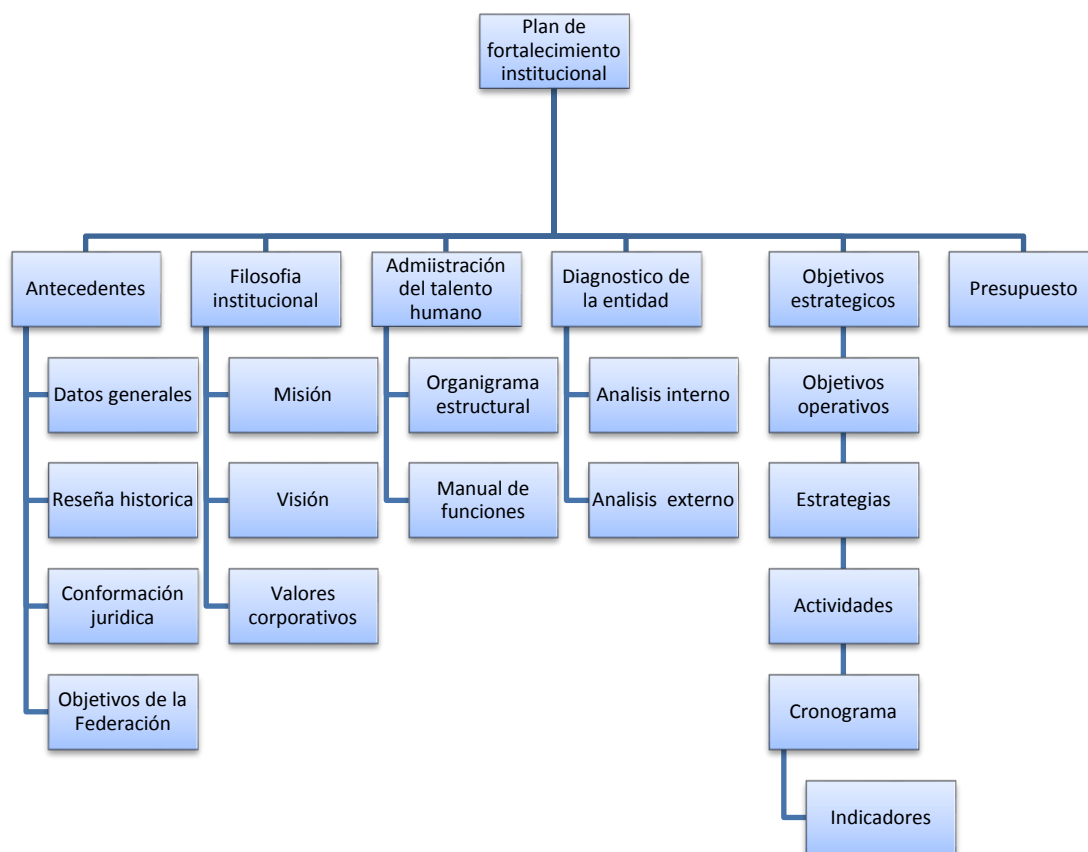 Plan de
fortalecimiento
institucional
Antecedentes
Filosofia
institucional
Admiistración
del talento
humano
Diagnostico de
la entidad
Objetivos
estrategicos
Presupuesto
Datos generales
Misión
Organigrama
estructural
Analisis interno
Objetivos
operativos
Reseña historica
Visión
Manual de
funciones
Analisis externo
Estrategias
Conformación
juridica
Valores
corporativos
Actividades
Objetivos de la
Federación
Cronograma
Indicadores